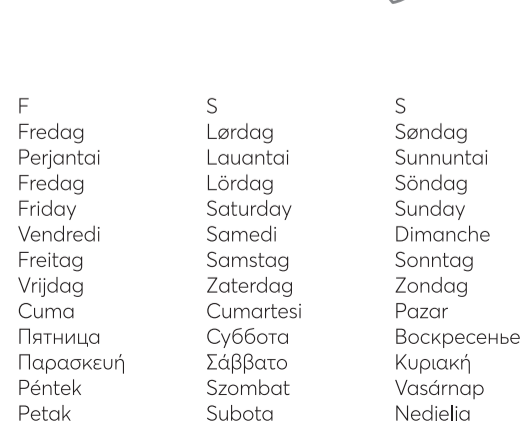 F S S
Fredag Lørdag Søndag
Perjantai Lauantai Sunnuntai
Fredag Lördag Söndag
Friday Saturday Sunday
Vendredi Samedi Dimanche
Freitag Samstag Sonntag
Vrijdag Zaterdag Zondag
Cuma Cumartesi Pazar
Пятница Суббота Воскресенье
Παρασκευή Σάββατο Κυριακή
Péntek Szombat Vasárnap
Petak Subota Nedielia